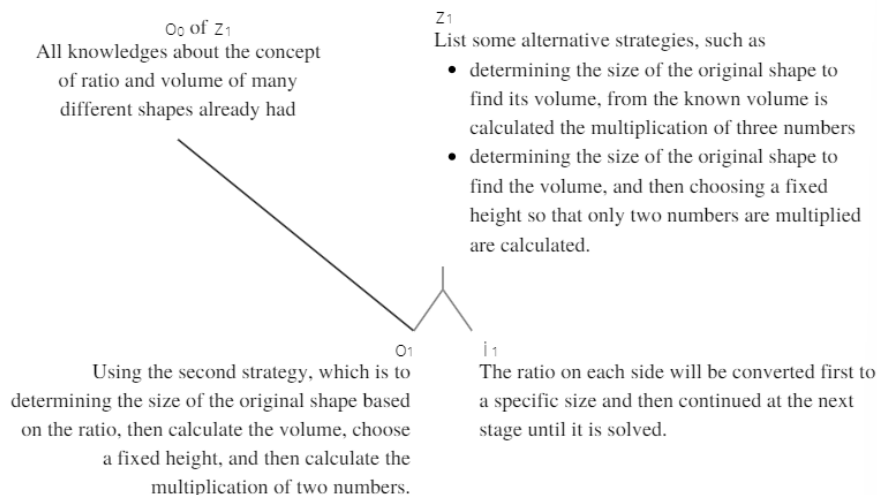 O0 of Z1
All knowledges about the concept
of ratio and volume of many
different shapes already had
Z1
List some alternative strategies, such as
• determining the size of the original shape to
find its volume, from the known volume is
calculated the multiplication of three numbers
• determining the size of the original shape to
find the volume, and then choosing a fixed
height so that only two numbers are multiplied
are calculated.
O1
Using the second strategy, which is to
determining the size of the original shape based
on the ratio, then calculate the volume, choose
a fixed height, and then calculate the
multiplication of two numbers.
i1
The ratio on each side will be converted first to
a specific size and then continued at the next
stage until it is solved.